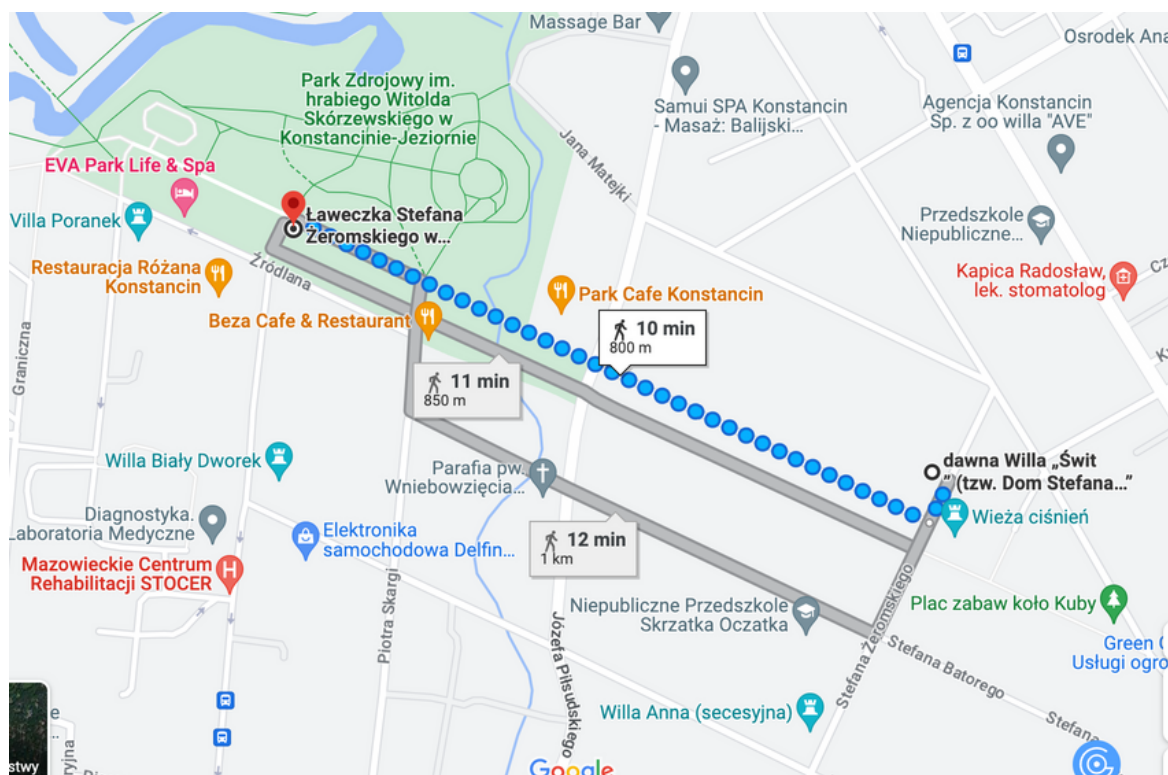 Massage Bar
Osrodek Ana
Park Zdrojowy im.
hrabiego Witolda
Skórzewskiego w
Konstancinie-Jeziornie
Samui SPA Konstancin
- Masaż: Balijski...
Agencja Konstancin
Sp. z oo willa "AVE"
Jana Matejki
EVA Park Life & Spa
Villa Poranek
Ławeczka Stefana
Żeromskiego w...
Przedszkole
Niepubliczne...
Restauracja Różana
Konstancin
Źródlana
Kapica Radosław,
lek. stomatolog
Cz
Park Cafe Konstancin
Beza Cafe & Restaurant
10 min
800 m
Graniczna
11 min
850 m
Willa Biały Dworek
Parafia pw.
Wniebowzięcia...
dawna Willa „Świt
” (tzw. Dom Stefana...”
Wieża ciśnień
Diagnostyka.
Laboratoria Medyczne
Elektronika
samochodowa Delfin...
12 min
1 km
Mazowieckie Centrum
Rehabilitacji STOCER
H
Piotra Skargi
Niepubliczne Przedszkole
Skrzatka Oczatka
Józefa Piłsudskiego
Stefana Żeromskiego
Plac zabaw koło Kuby
Stefana Batorego
Green
Usługi ogro
Willa Anna (secesyjna)
Stefana
stwy
Google